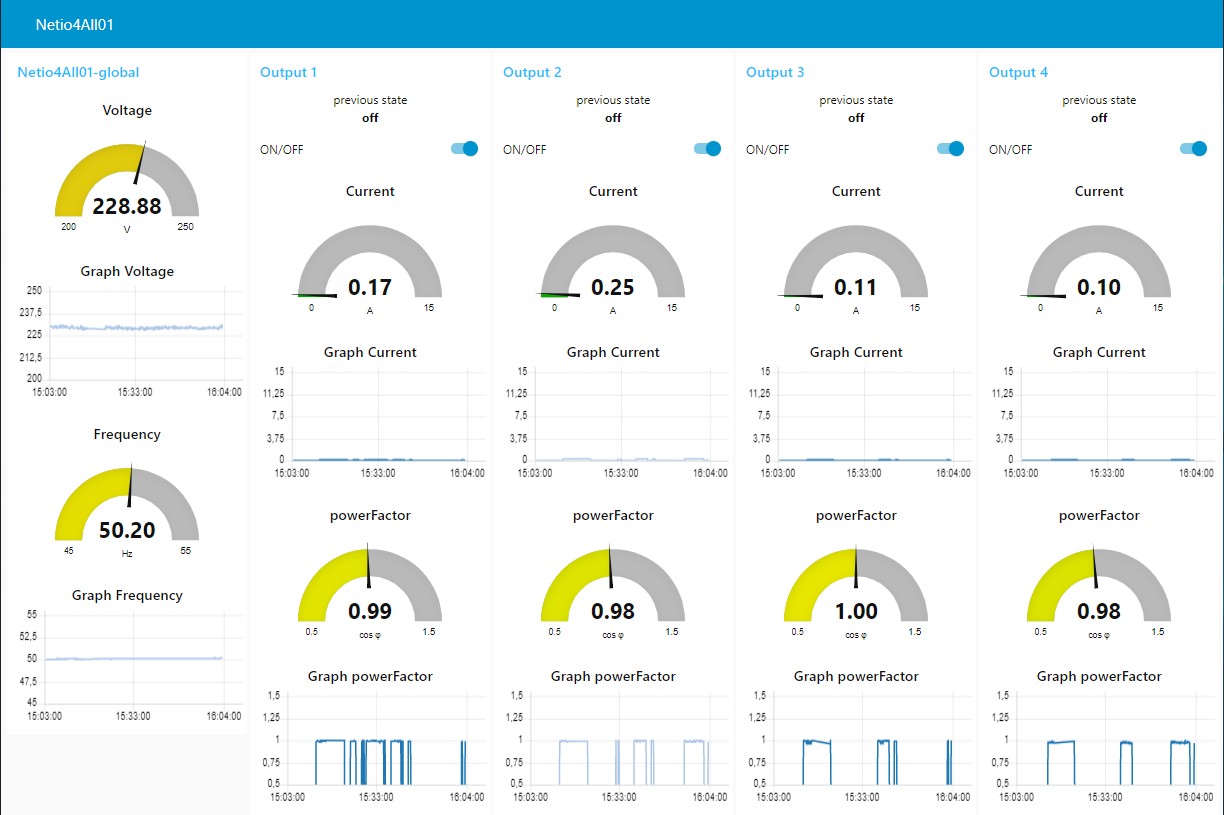 Netio4All01
Netio4All01-global
Voltage
228.88
200
V
250
Graph Voltage
250
237,5
225
212,5
200
15:03:00
15:33:00
16:04:00
Frequency
50.20
45
Hz
55
Graph Frequency
55
52,5
50
47,5
45
15:03:00
15:33:00
16:04:00
Output 1
previous state
off
ON/OFF
Current
0.17
0
A
15
Graph Current
15
11,25
7,5
3,75
0
15:03:00
15:33:00
16:04:00
powerFactor
0.99
0.5
cos φ
1.5
Graph powerFactor
1,5
1,25
1
0,75
0,5
15:03:00
15:33:00
16:04:00
Output 2
previous state
off
ON/OFF
Current
0.25
0
A
15
Graph Current
15
11,25
7,5
3,75
0
15:03:00
15:33:00
16:04:00
powerFactor
0.98
0.5
cos φ
1.5
Graph powerFactor
1,5
1,25
1
0,75
0,5
15:03:00
15:33:00
16:04:00
Output 3
previous state
off
ON/OFF
Current
0.11
0
A
15
Graph Current
15
11,25
7,5
3,75
0
15:03:00
15:33:00
16:04:00
powerFactor
1.00
0.5
cos φ
1.5
Graph powerFactor
1,5
1,25
1
0,75
0,5
15:03:00
15:33:00
16:04:00
Output 4
previous state
off
ON/OFF
Current
0.10
0
A
15
Graph Current
15
11,25
7,5
3,75
0
15:03:00
15:33:00
16:04:00
powerFactor
0.98
0.5
cos φ
1.5
Graph powerFactor
1,5
1,25
1
0,75
0,5
15:03:00
15:33:00
16:04:00